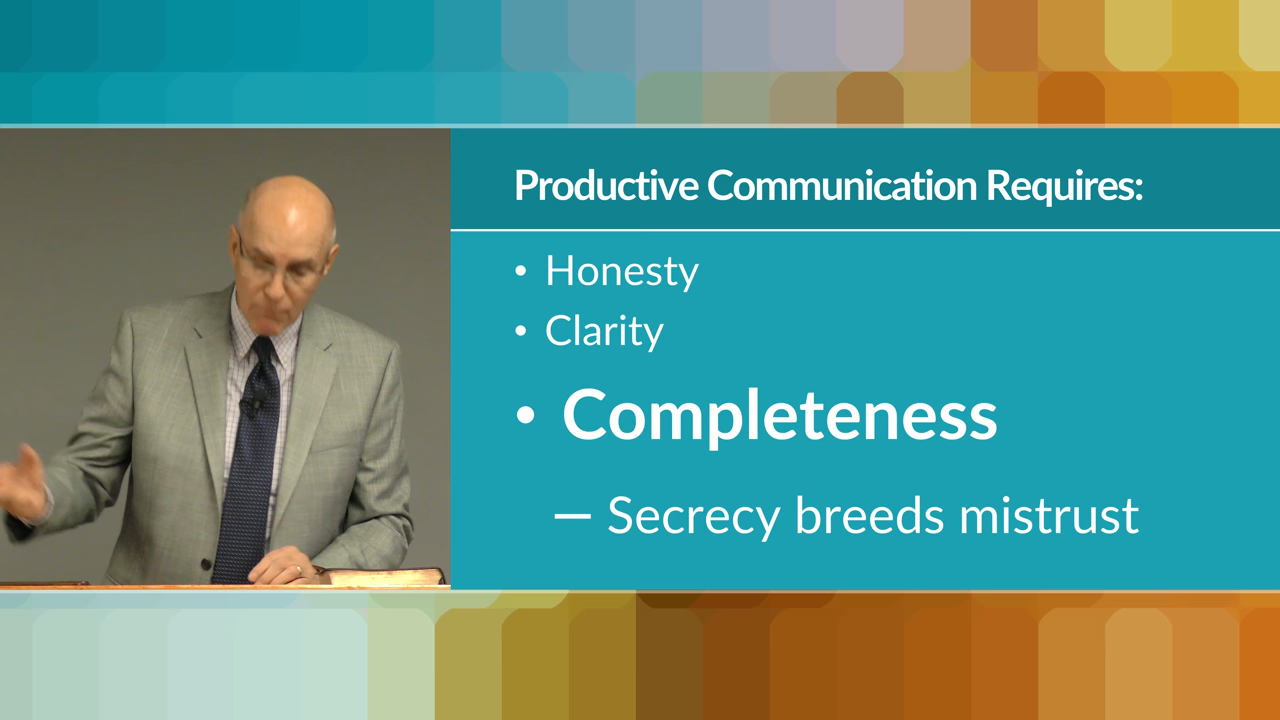 Productive Communication Requires:
• Honesty
• Clarity
• Completeness
— Secrecy breeds mistrust